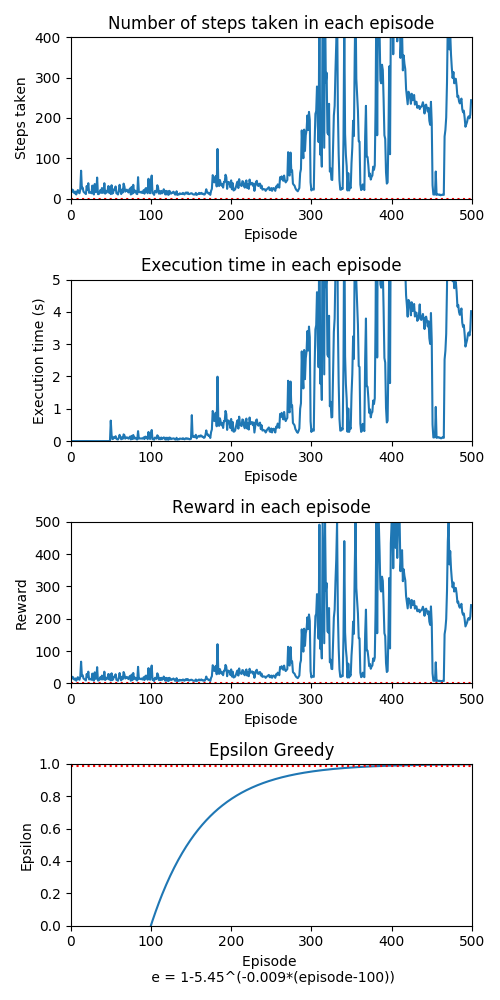 Number of steps taken in each episode
400
300
200
100
0
Steps taken
0 100 200 300 400 500
Episode
Execution time in each episode
5
4
3
2
1
0
Execution time (s)
0 100 200 300 400 500
Episode
Reward in each episode
500
400
300
200
100
0
Reward
0 100 200 300 400 500
Episode
Epsilon Greedy
1.0
0.8
0.6
0.4
0.2
0.0
Epsilon
0 100 200 300 400 500
Episode
e = 1-5.45^(-0.009*(episode-100))